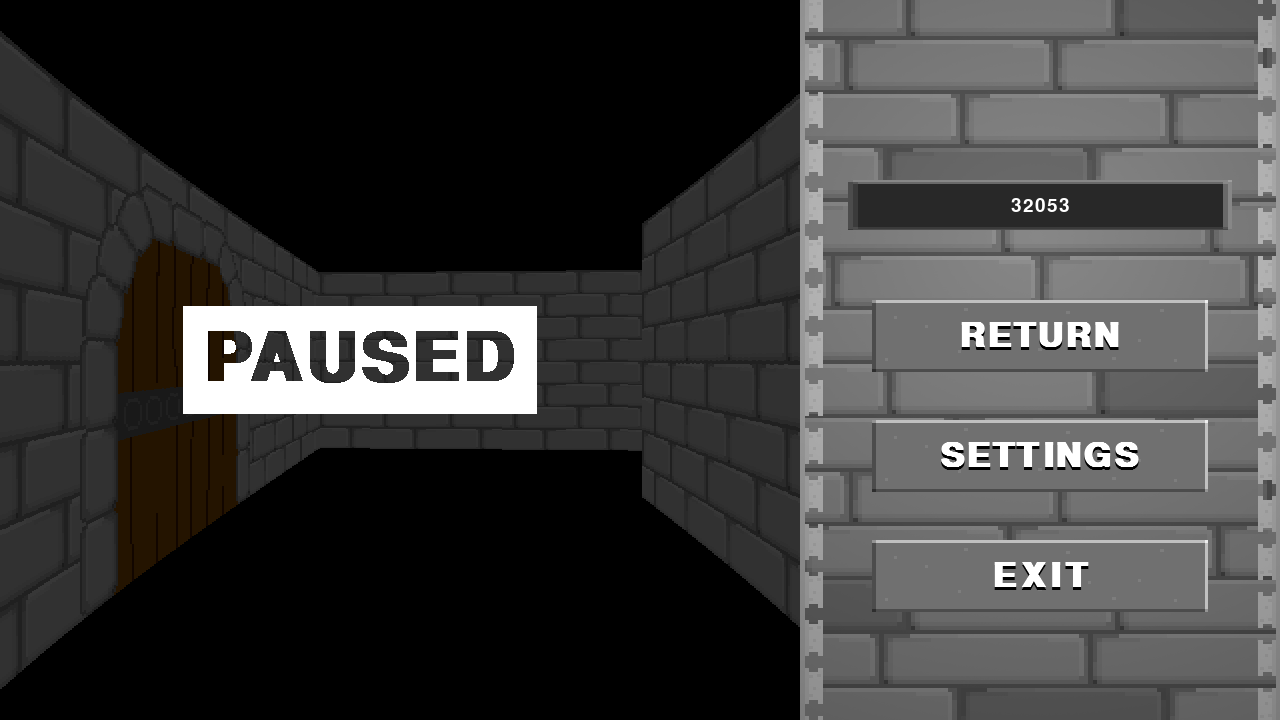 PAUSED
32053
RETURN
SETTINGS
EXIT